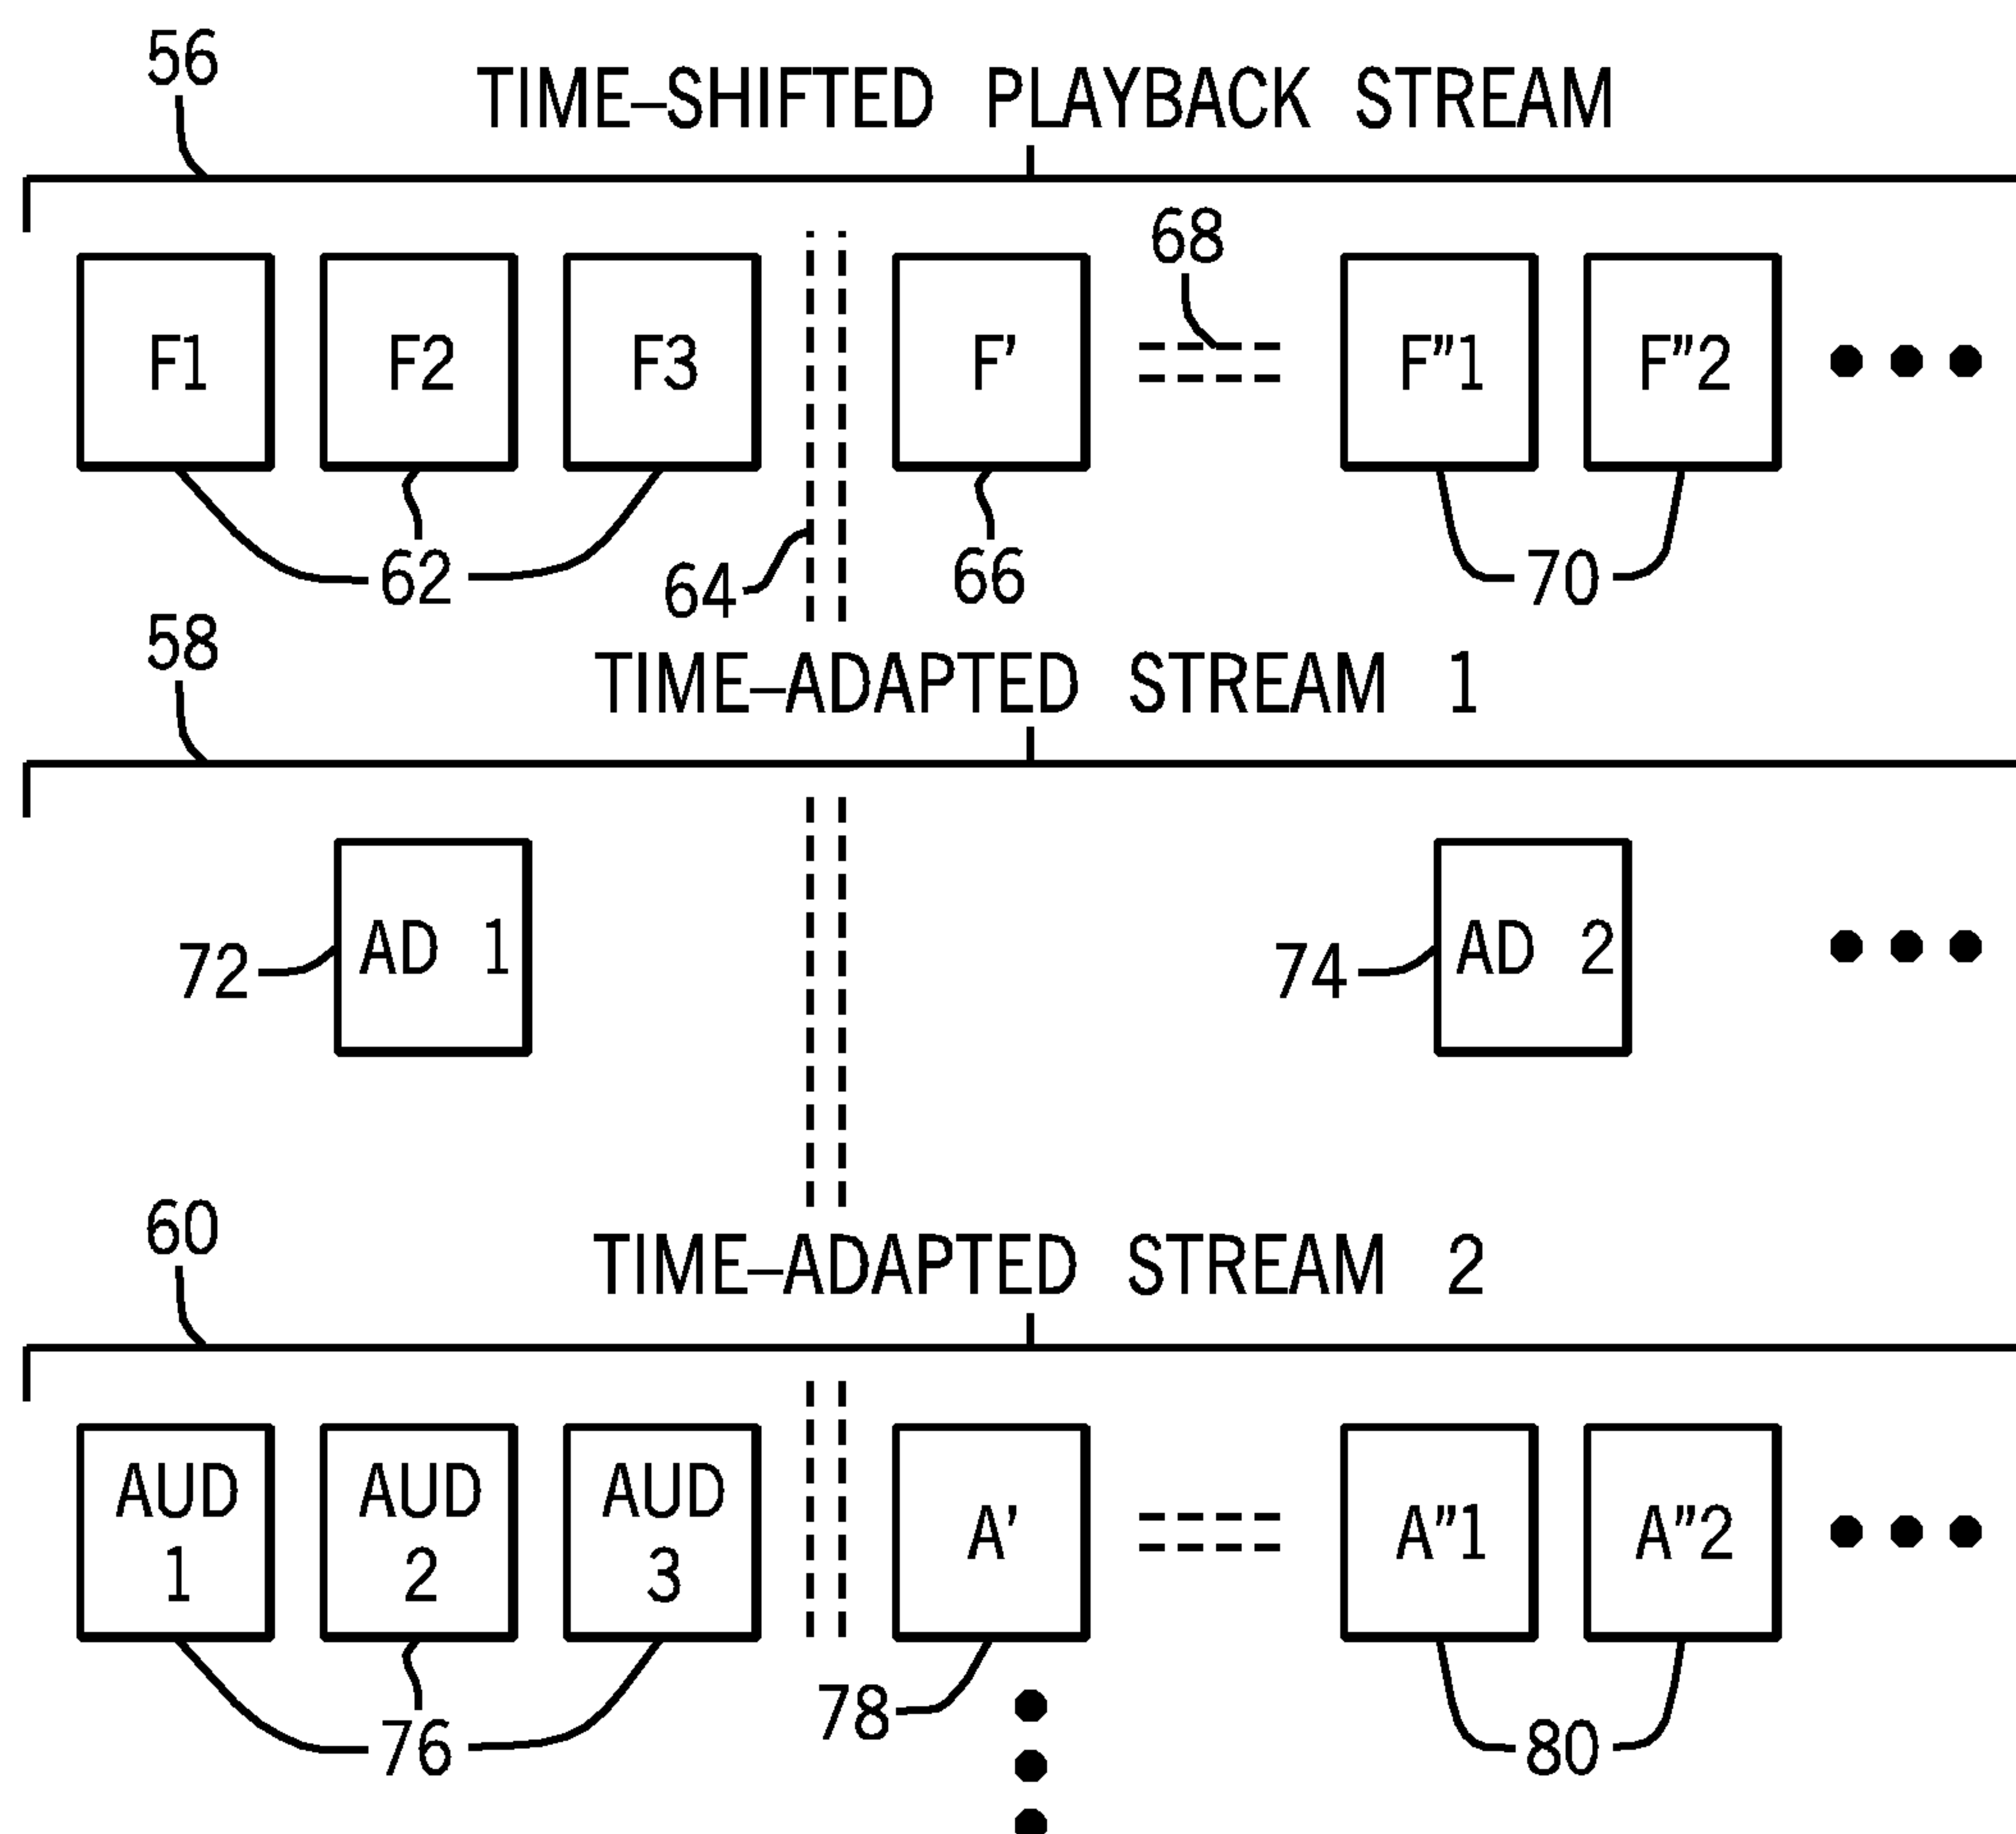 56
TIME-SHIFTED PLAYBACK STREAM
68
F1 F2 F3 F' F"1 F"2
62 64 66 70
58
TIME-ADAPTED STREAM 1
AD 1 AD 2
72 74
60
TIME-ADAPTED STREAM 2
AUD 1
AUD 2
AUD 3
A' A"1 A"2
76 78 80